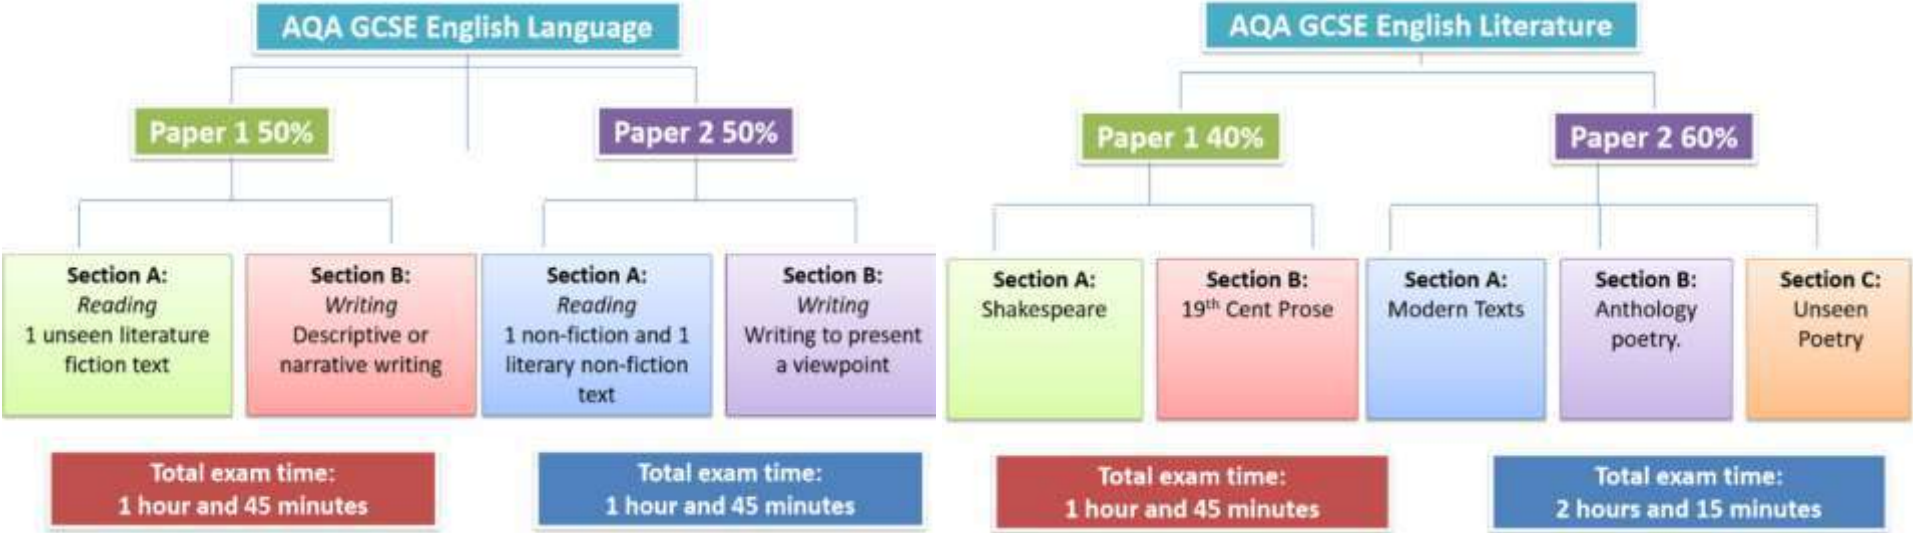 AQA GCSE English Language
Paper 1 50%
Paper 2 50%
Section A:
Reading
1 unseen literature
fiction text
Section B:
Writing
Descriptive or
narrative writing
Section A:
Reading
1 non-fiction and 1
literary non-fiction
text
Section B:
Writing
Writing to present
a viewpoint
Total exam time:
1 hour and 45 minutes
Total exam time:
1 hour and 45 minutes
AQA GCSE English Literature
Paper 1 40%
Paper 2 60%
Section A:
Shakespeare
Section B:
19th Cent Prose
Section A:
Modern Texts
Section B:
Anthology
poetry.
Section C:
Unseen
Poetry
Total exam time:
1 hour and 45 minutes
Total exam time:
2 hours and 15 minutes